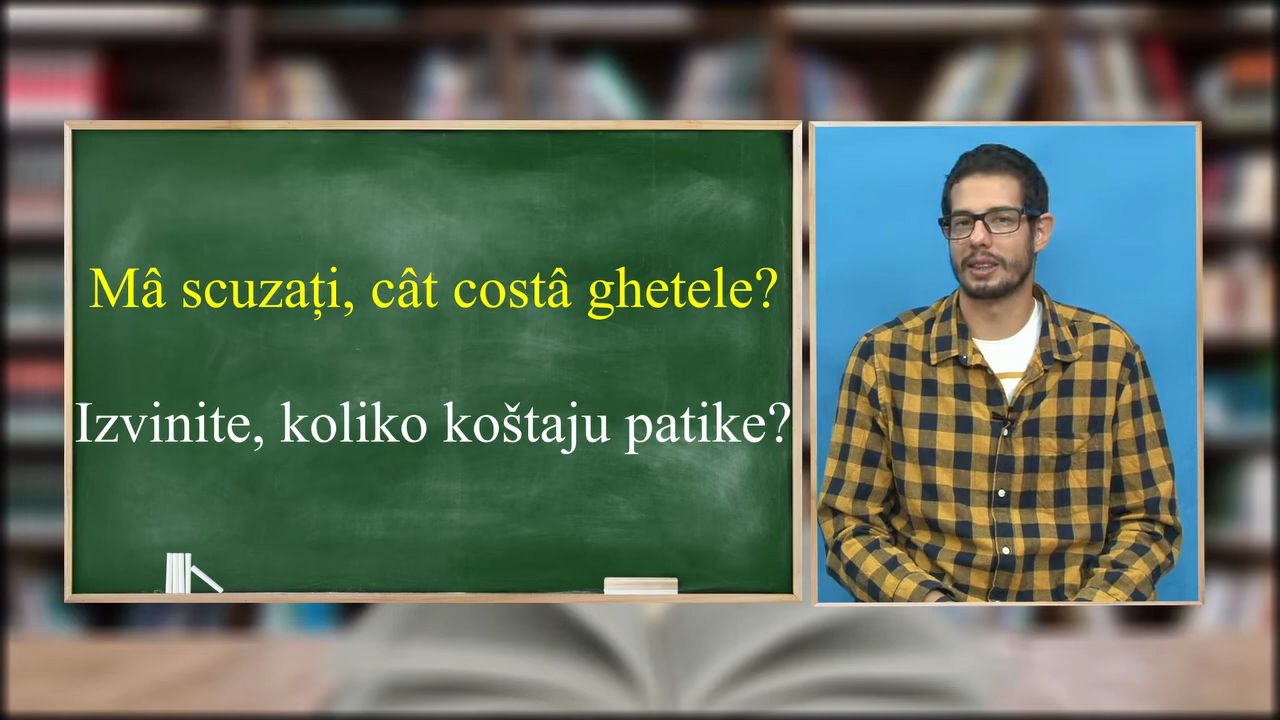 Mâ scuzați, cât costâ ghetele?
Izvinite, koliko koštaju patike?